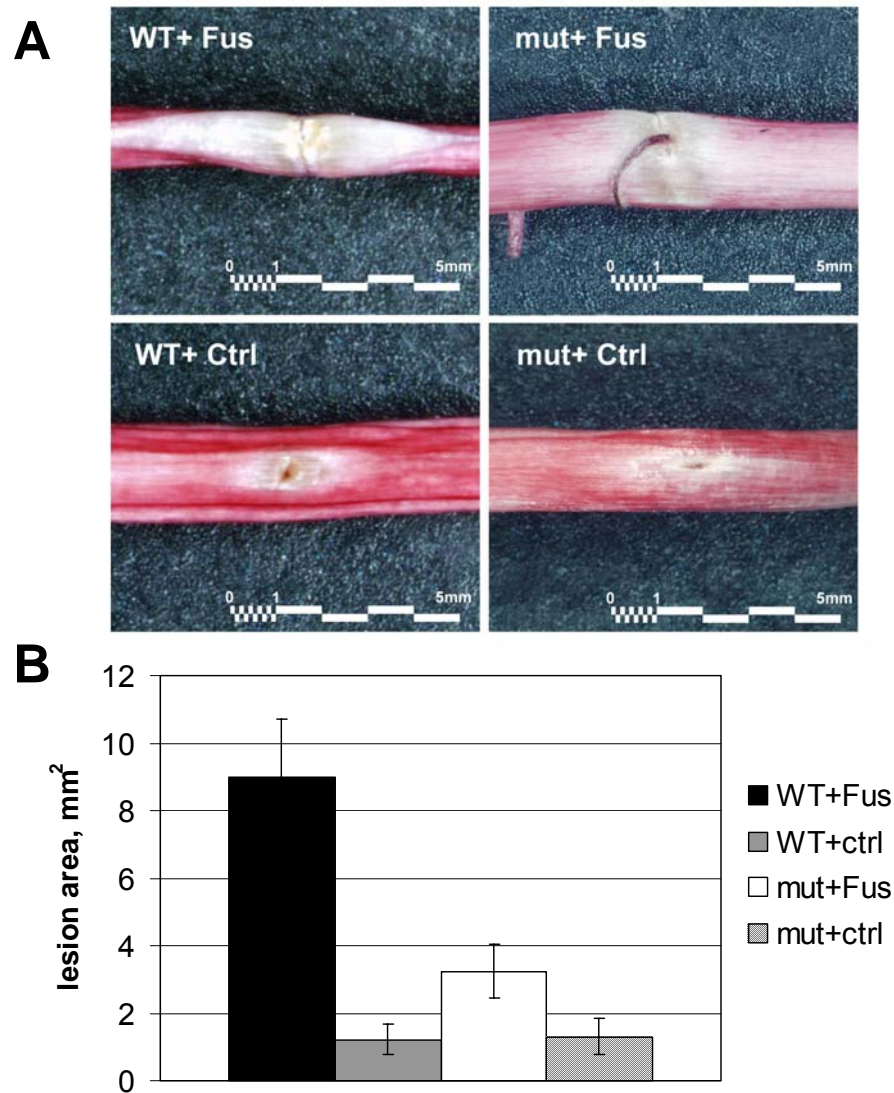 A
WT+ Fus
mut+ Fus
0 1 5mm
0 1 5mm
WT+ Ctrl
mut+ Ctrl
0 1 5mm
0 1 5mm
B
12
10
8
6
4
2
0
lesion area, mm²
WT+Fus
WT+ctrl
mut+Fus
mut+ctrl